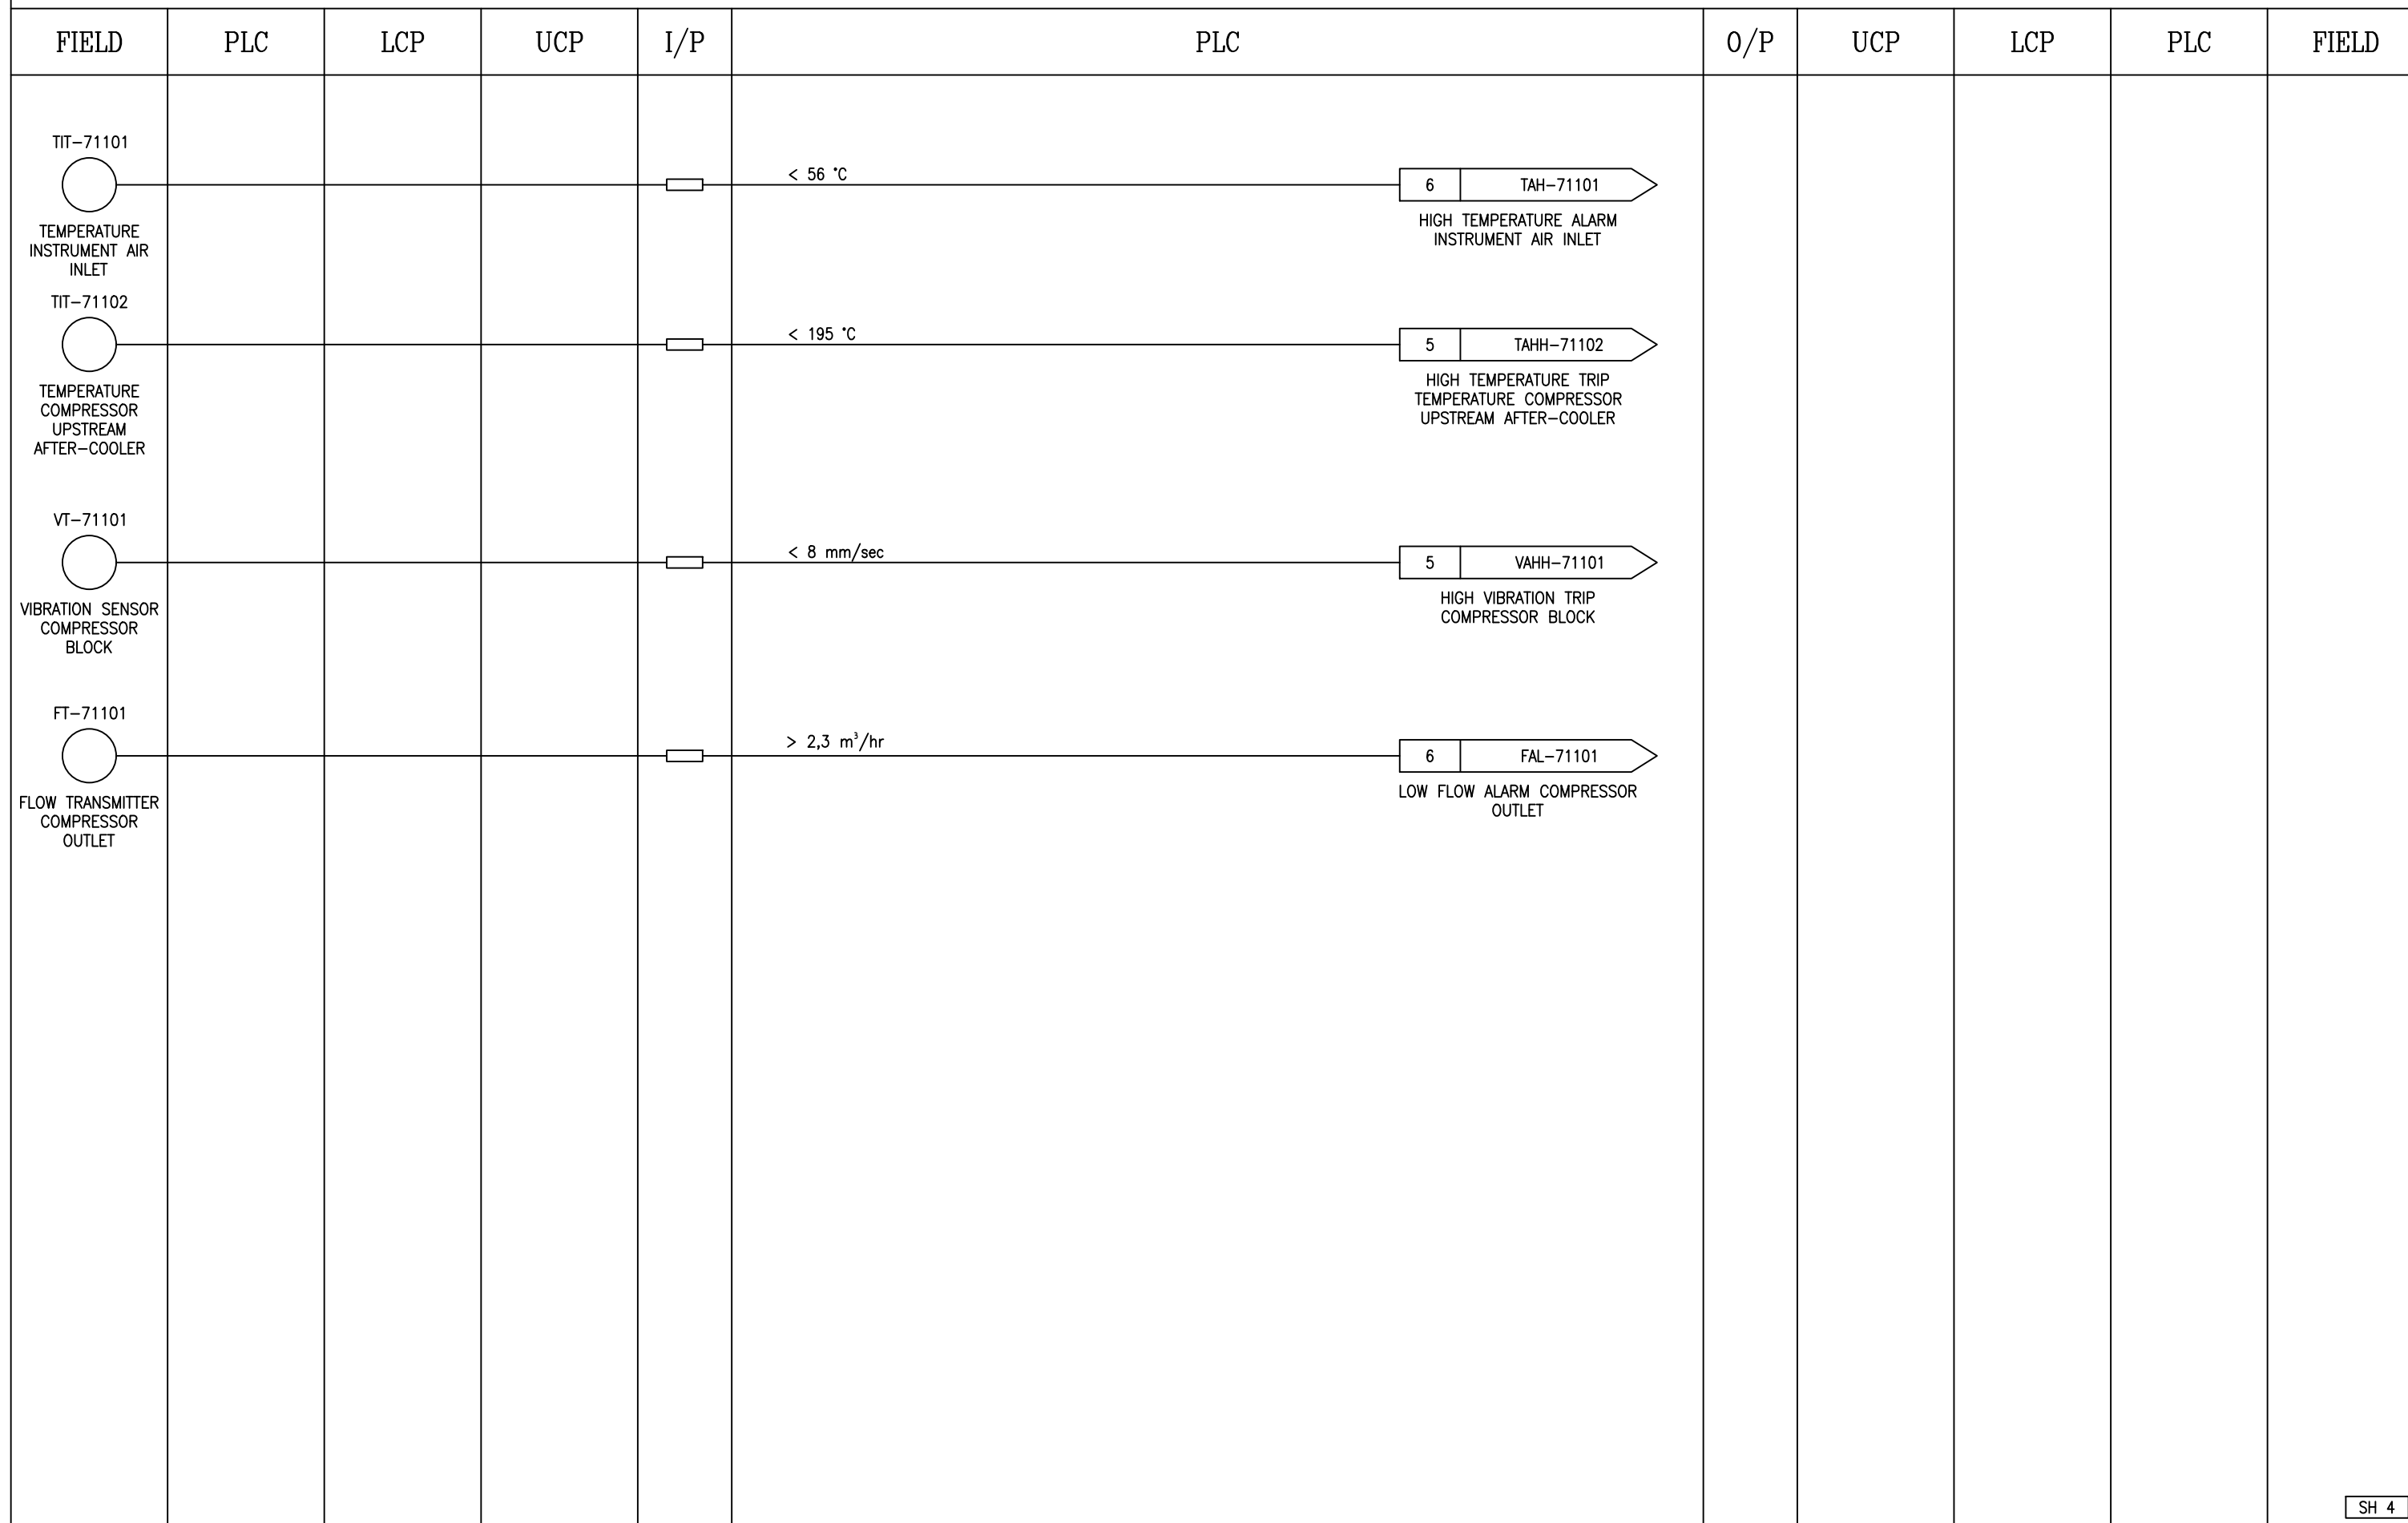 FIELD
PLC
LCP
UCP
I/P
PLC
O/P
UCP
LCP
PLC
FIELD
TIT-71101
TEMPERATURE
INSTRUMENT AIR
INLET
< 56 °C
6
TAH-71101
HIGH TEMPERATURE ALARM
INSTRUMENT AIR INLET
TIT-71102
TEMPERATURE
COMPRESSOR
UPSTREAM
AFTER-COOLER
< 195 °C
5
TAHH-71102
HIGH TEMPERATURE TRIP
TEMPERATURE COMPRESSOR
UPSTREAM AFTER-COOLER
VT-71101
VIBRATION SENSOR
COMPRESSOR
BLOCK
< 8 mm/sec
5
VAHH-71101
HIGH VIBRATION TRIP
COMPRESSOR BLOCK
FT-71101
FLOW TRANSMITTER
COMPRESSOR
OUTLET
> 2,3 m³/hr
6
FAL-71101
LOW FLOW ALARM COMPRESSOR
OUTLET
SH 4